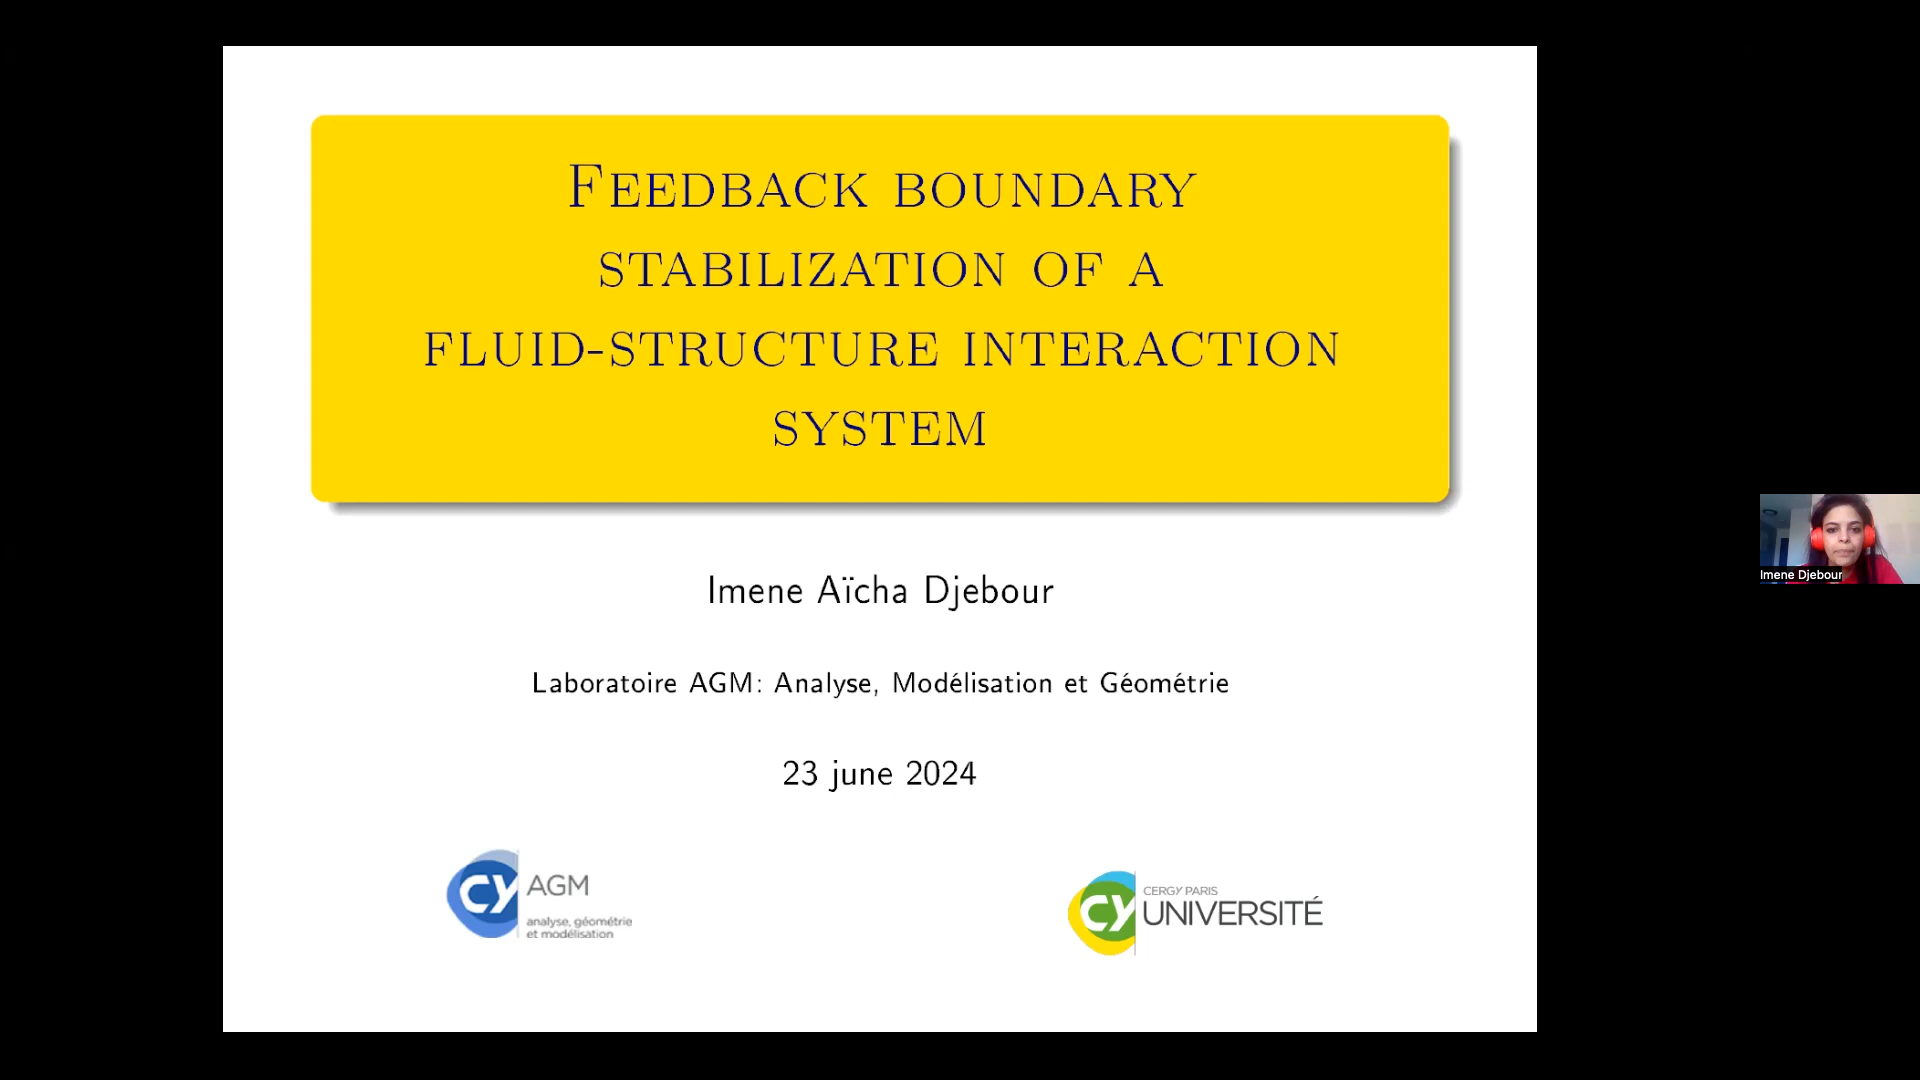 FEEDBACK BOUNDARY
STABILIZATION OF A
FLUID-STRUCTURE INTERACTION
SYSTEM
Imene Aïcha Djebour
Laboratoire AGM: Analyse, Modélisation et Géométrie
23 june 2024
CY AGM
analyse, géométrie
et modélisation
CERGY PARIS
CY UNIVERSITÉ
Imene Djebour